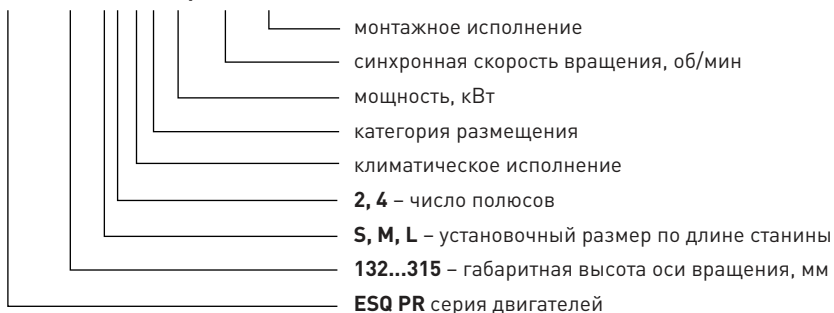 монтажное исполнение
синхронная скорость вращения, об/мин
мощность, кВт
категория размещения
климатическое исполнение
2, 4 – число полюсов
S, M, L – установочный размер по длине станины
132...315 – габаритная высота оси вращения, мм
ESQ PR серия двигателей